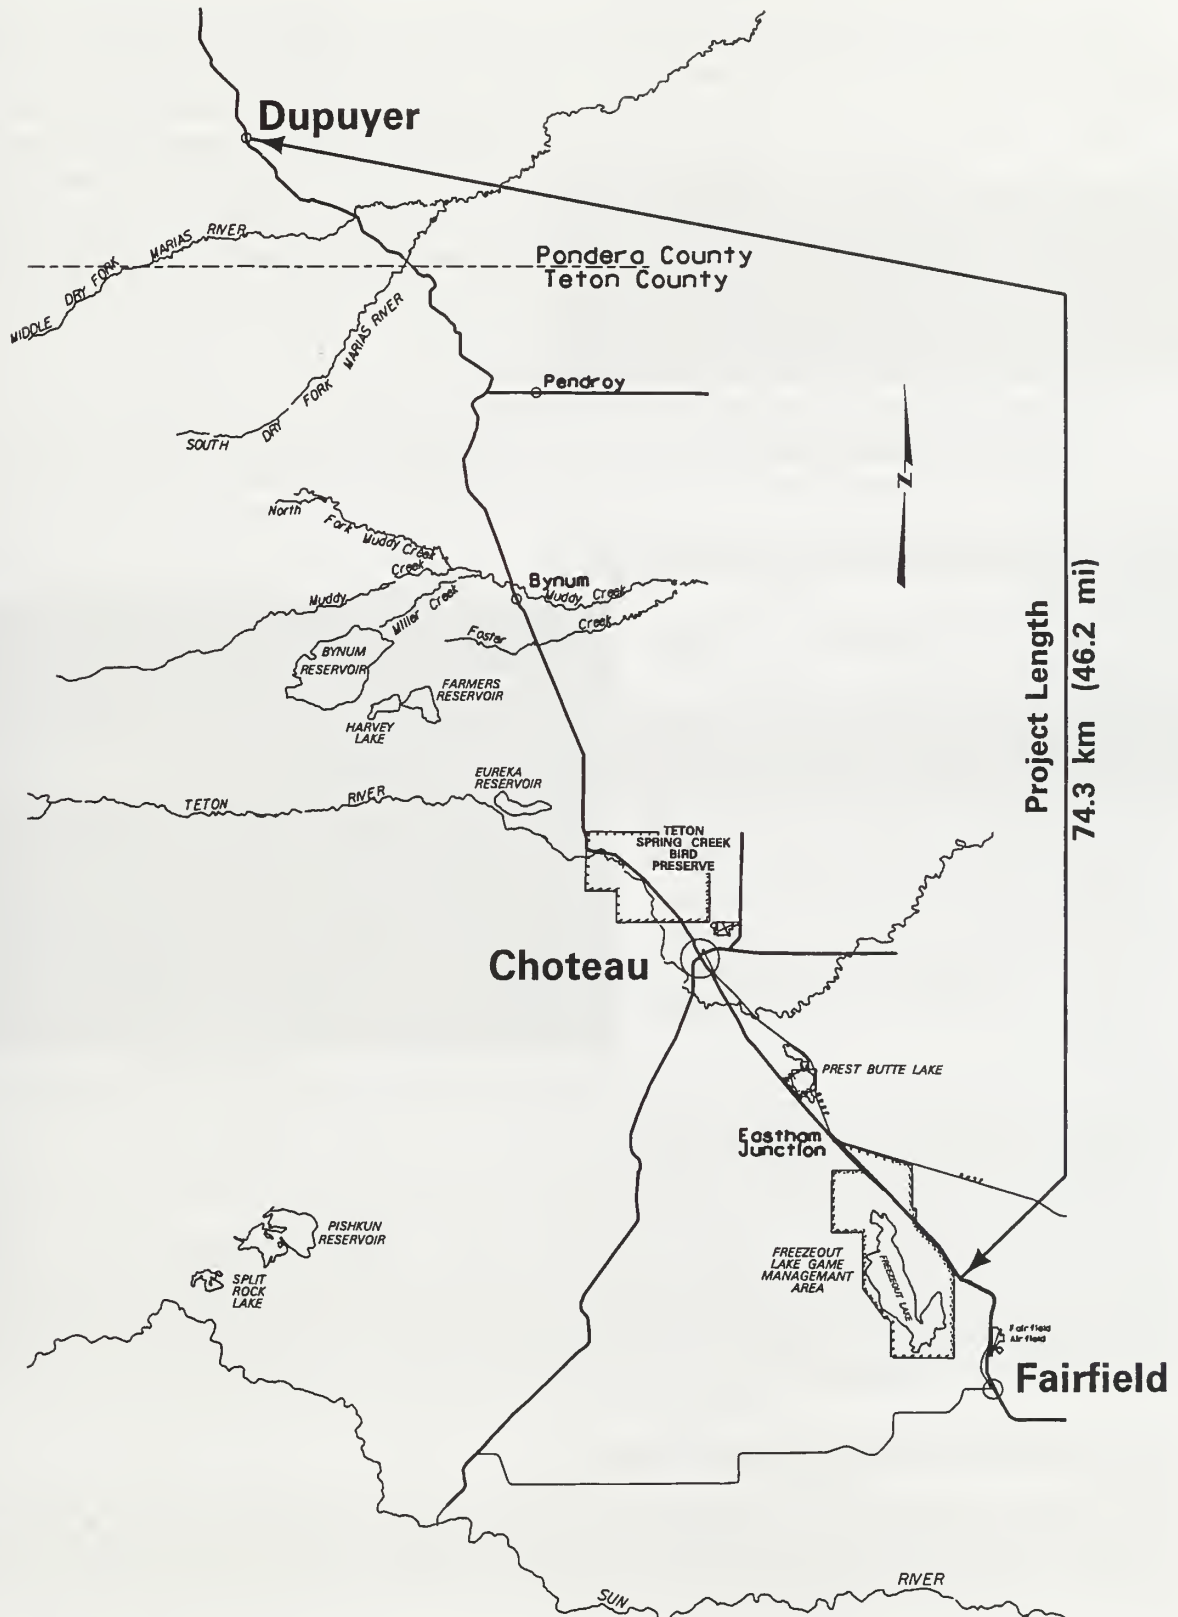 Dupuyer
MIDDLE DRY FORK MARIAS RIVER
Pondera County
Teton County
SOUTH DRY FORK MARIAS RIVER
Pendroy
Z
North Fork Muddy Creek
Muddy Creek
Bynum
Muddy Creek
Miller Creek
Foster Creek
BYNUM
RESERVOIR
FARMERS
RESERVOIR
HARVEY
LAKE
Project Length
74.3 km (46.2 mi)
EUREKA
RESERVOIR
TETON RIVER
TETON
SPRING CREEK
BIRD
PRESERVE
Choteau
PREST BUTTE LAKE
Eastham
Junction
PISHKUN
RESERVOIR
SPLIT
ROCK
LAKE
FREEZEOUT
LAKE GAME
MANAGEMANT
AREA
FREEZEOUT LAKE
Fairfield
Airfield
Fairfield
SUN RIVER